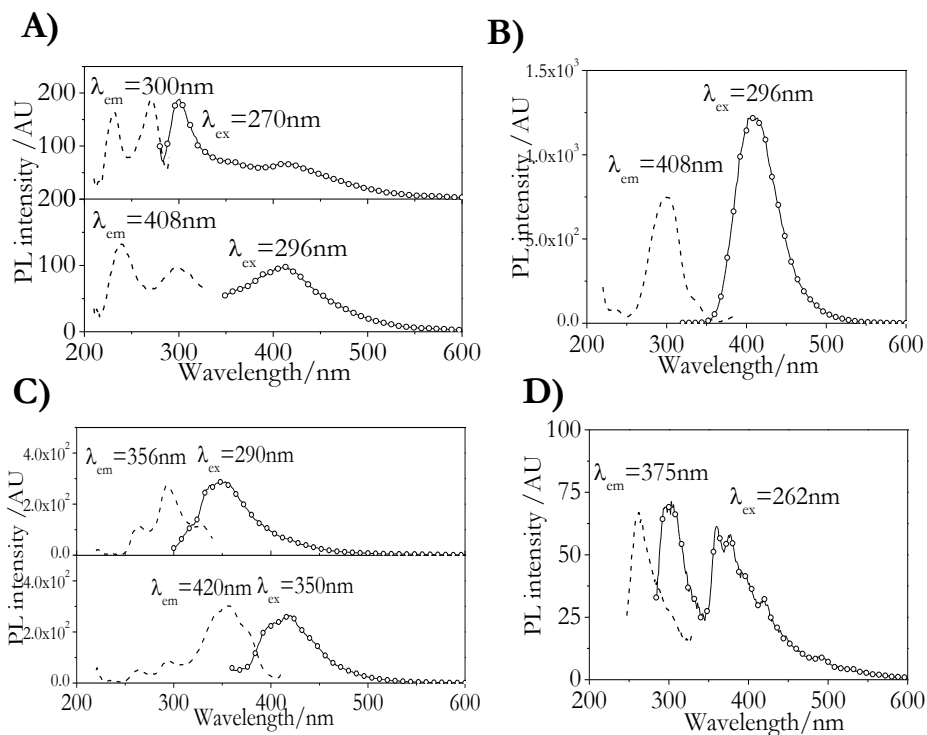 A)
λem=300nm
λex=270nm
200
100
200
λem=408nm
λex=296nm
100
0
200 300 400 500 600
Wavelength/nm
PL intensity /AU
B)
1.5x10³
λex=296nm
λem=408nm
1.0x10³
5.0x10²
0.0
200 300 400 500 600
Wavelength/nm
PL intensity/AU
C)
4.0x10²
λem=356nm
λex=290nm
2.0x10²
0.0
4.0x10²
λem=420nm
λex=350nm
2.0x10²
0.0
200 300 400 500 600
Wavelength/nm
PL intensity/AU
D)
100
λem=375nm
λex=262nm
75
50
25
0
200 300 400 500 600
Wavelength/nm
PL intensity /AU